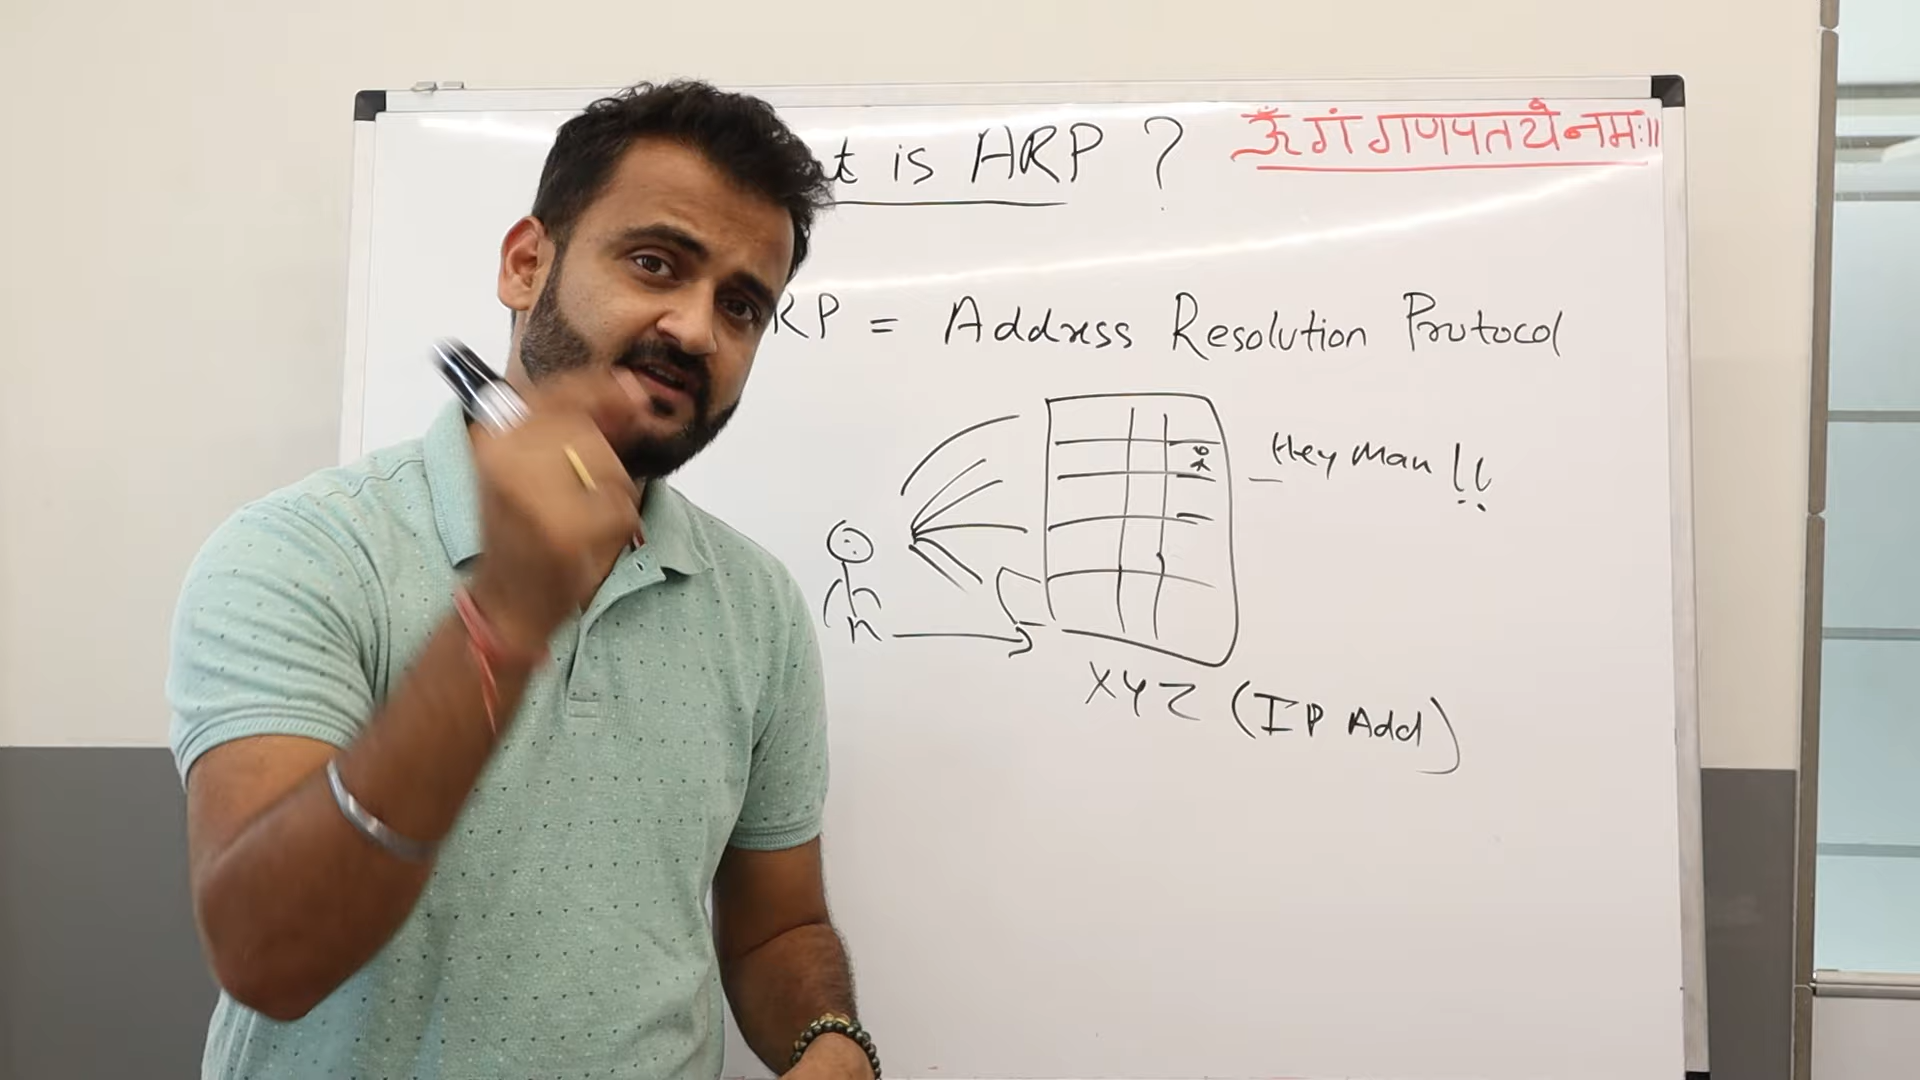 t is ARP ?
ॐ गं गणपतये नमः॥
RP = Address Resolution Protocol
Hey Man !!
XYZ (IP Add)